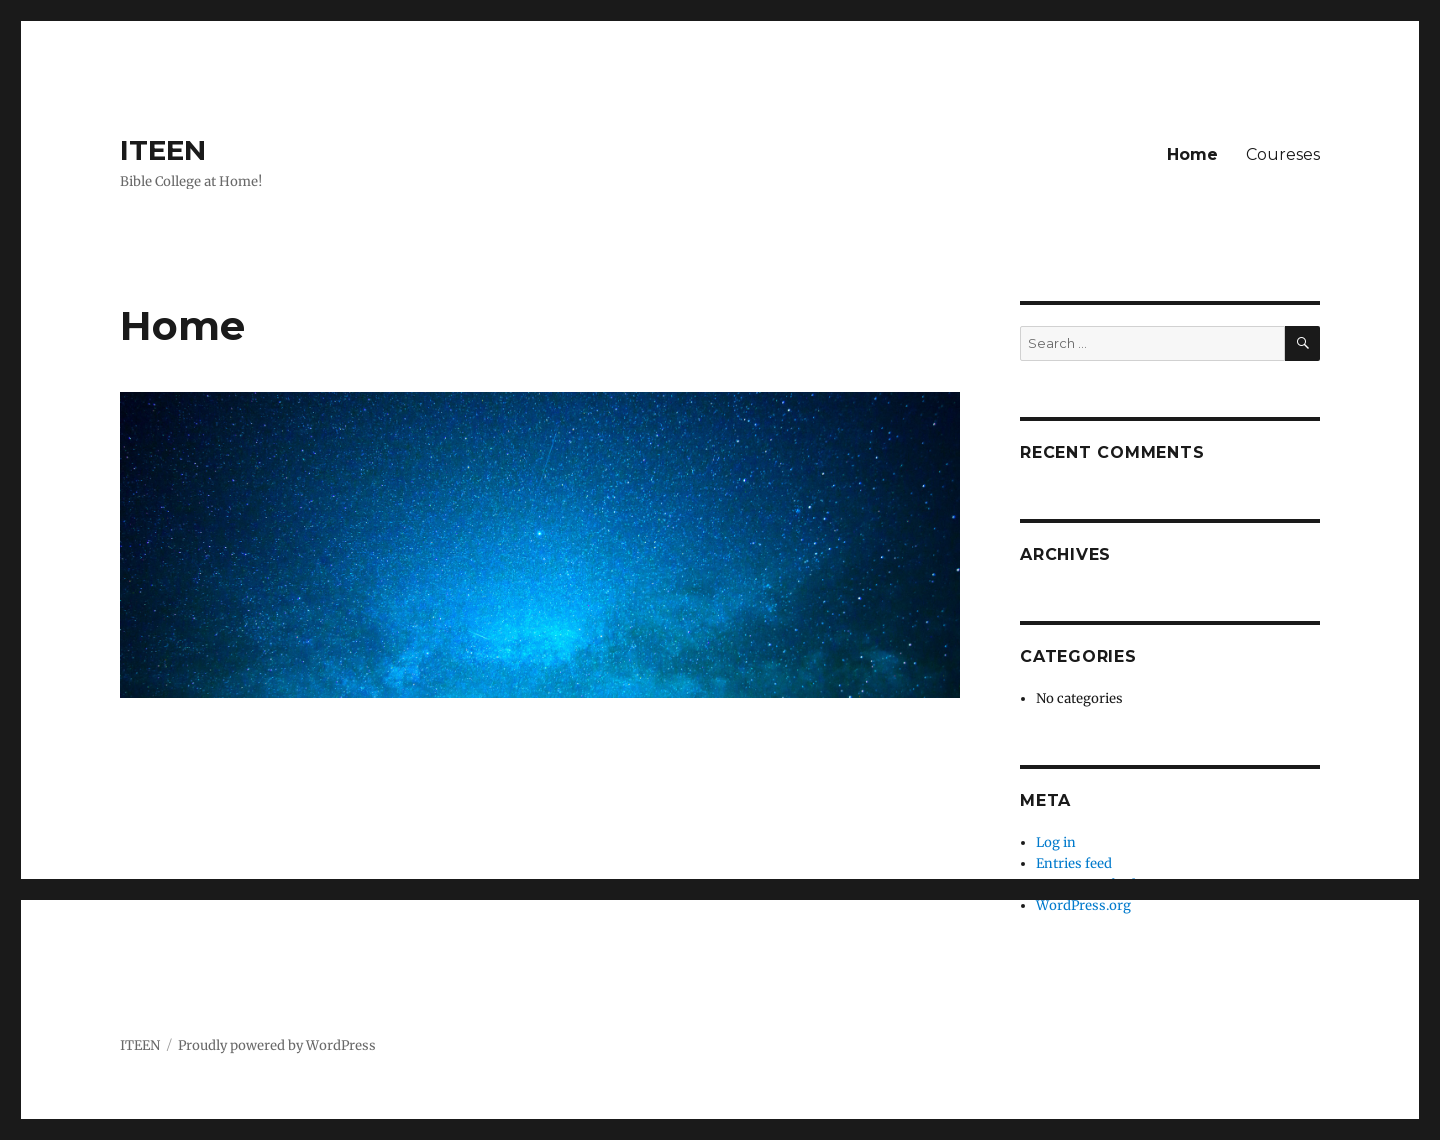 ITEEN
Bible College at Home!
Home
Coureses
Home
Search …
RECENT COMMENTS
ARCHIVES
CATEGORIES
No categories
META
Log in
Entries feed
WordPress.org
ITEEN / Proudly powered by WordPress